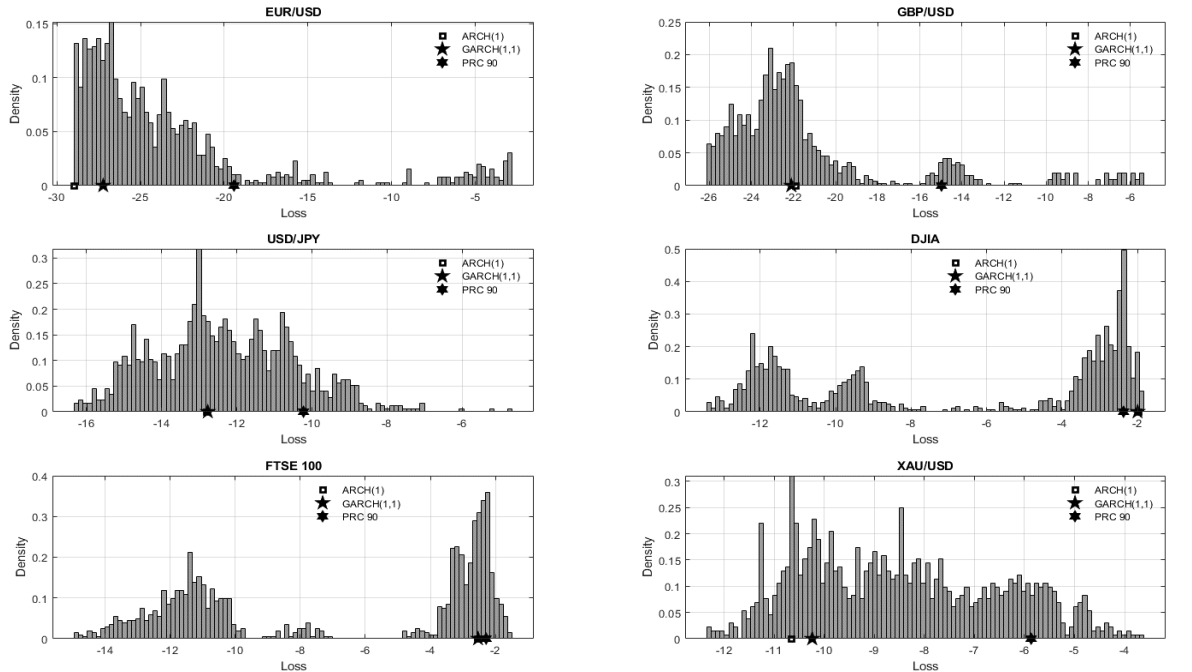 EUR/USD
0.15
0.1
0.05
0
Density
-30 -25 -20 -15 -10 -5
Loss
ARCH(1)
GARCH(1,1)
PRC 90
GBP/USD
0.25
0.2
0.15
0.1
0.05
0
Density
-26 -24 -22 -20 -18 -16 -14 -12 -10 -8 -6
Loss
ARCH(1)
GARCH(1,1)
PRC 90
USD/JPY
0.3
0.25
0.2
0.15
0.1
0.05
0
Density
-16 -14 -12 -10 -8 -6
Loss
ARCH(1)
GARCH(1,1)
PRC 90
DJIA
0.5
0.4
0.3
0.2
0.1
0
Density
-12 -10 -8 -6 -4 -2
Loss
ARCH(1)
GARCH(1,1)
PRC 90
FTSE 100
0.4
0.3
0.2
0.1
0
Density
-14 -12 -10 -8 -6 -4 -2
Loss
ARCH(1)
GARCH(1,1)
PRC 90
XAU/USD
0.3
0.25
0.2
0.15
0.1
0.05
0
Density
-12 -11 -10 -9 -8 -7 -6 -5 -4
Loss
ARCH(1)
GARCH(1,1)
PRC 90